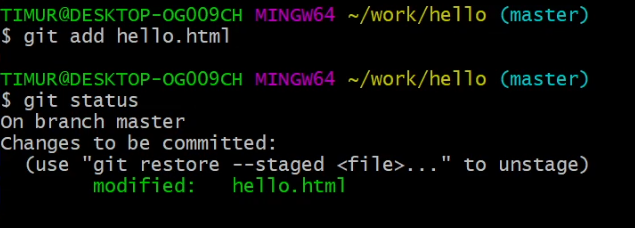 TIMUR@DESKTOP-OG009CH MINGW64 ~/work/hello (master)
$ git add hello.html
TIMUR@DESKTOP-OG009CH MINGW64 ~/work/hello (master)
$ git status
On branch master
Changes to be committed:
  (use "git restore --staged <file>..." to unstage)
        modified:   hello.html